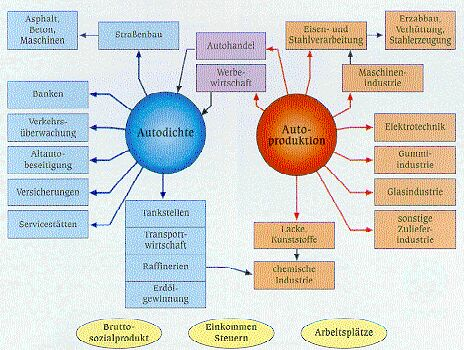 Asphalt,
Beton,
Maschinen
Straßenbau
Autohandel
Werbe-
wirtschaft
Eisen- und
Stahlverarbeitung
Erzabbau,
Verhüttung,
Stahlerzeugung
Maschinen-
industrie
Banken
Verkehrs-
überwachung
Altauto-
beseitigung
Versicherungen
Servicestätten
Autodichte
Auto-
produktion
Elektrotechnik
Gummi-
industrie
Glasindustrie
sonstige
Zuliefer-
industrie
Tankstellen
Transport-
wirtschaft
Raffinerien
Erdöl-
gewinnung
Lacke,
Kunststoffe
chemische
Industrie
Brutto-
sozialprodukt
Einkommen
Steuern
Arbeitsplätze